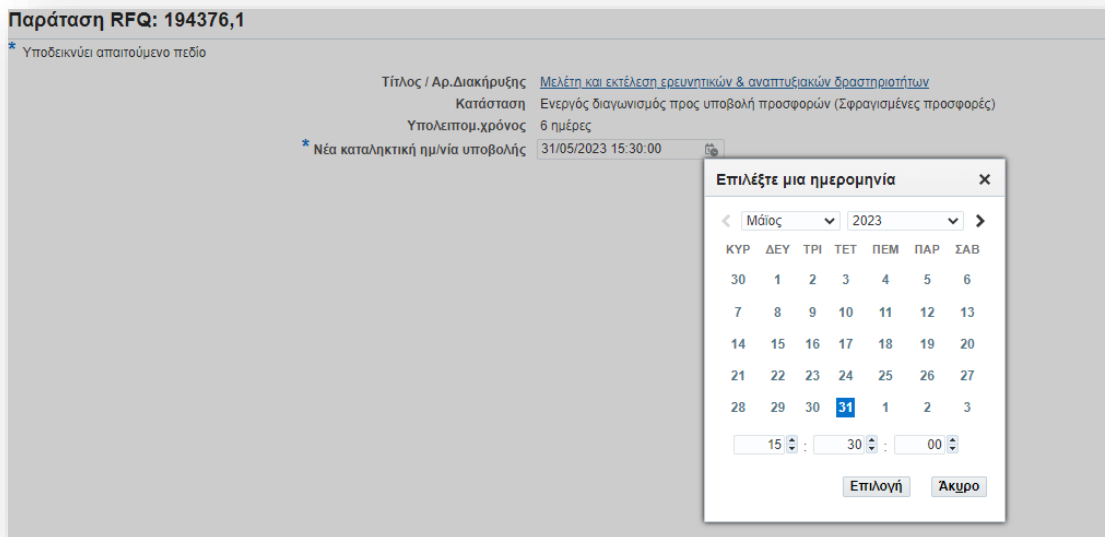 Παράταση RFQ: 194376,1
* Υποδεικνύει απαιτούμενο πεδίο
Τίτλος / Αρ.Διακήρυξης Μελέτη και εκτέλεση ερευνητικών & αναπτυξιακών δραστηριοτήτων
Κατάσταση Ενεργός διαγωνισμός προς υποβολή προσφορών (Σφραγισμένες προσφορές)
Υπολειπομ.χρόνος 6 ημέρες
* Νέα καταληκτική ημ/νία υποβολής 31/05/2023 15:30:00
Επιλέξτε μια ημερομηνία ×
Μάϊος 2023
ΚΥΡ ΔΕΥ ΤΡΙ ΤΕΤ ΠΕΜ ΠΑΡ ΣΑΒ
30 1 2 3 4 5 6
7 8 9 10 11 12 13
14 15 16 17 18 19 20
21 22 23 24 25 26 27
28 29 30 31 1 2 3
15 : 30 : 00
Επιλογή Άκυρο